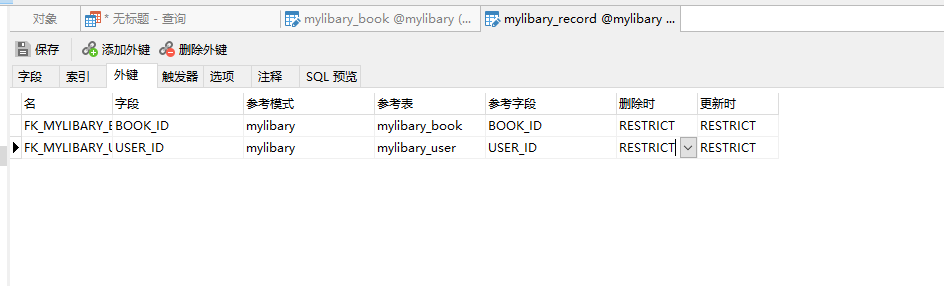 对象 * 无标题 - 查询 mylibary_book @mylibary (... mylibary_record @mylibary ...
保存 添加外键 删除外键
字段 索引 外键 触发器 选项 注释 SQL 预览
名 字段 参考模式 参考表 参考字段 删除时 更新时
FK_MYLIBARY_ BOOK_ID mylibary mylibary_book BOOK_ID RESTRICT RESTRICT
FK_MYLIBARY_ USER_ID mylibary mylibary_user USER_ID RESTRICT RESTRICT